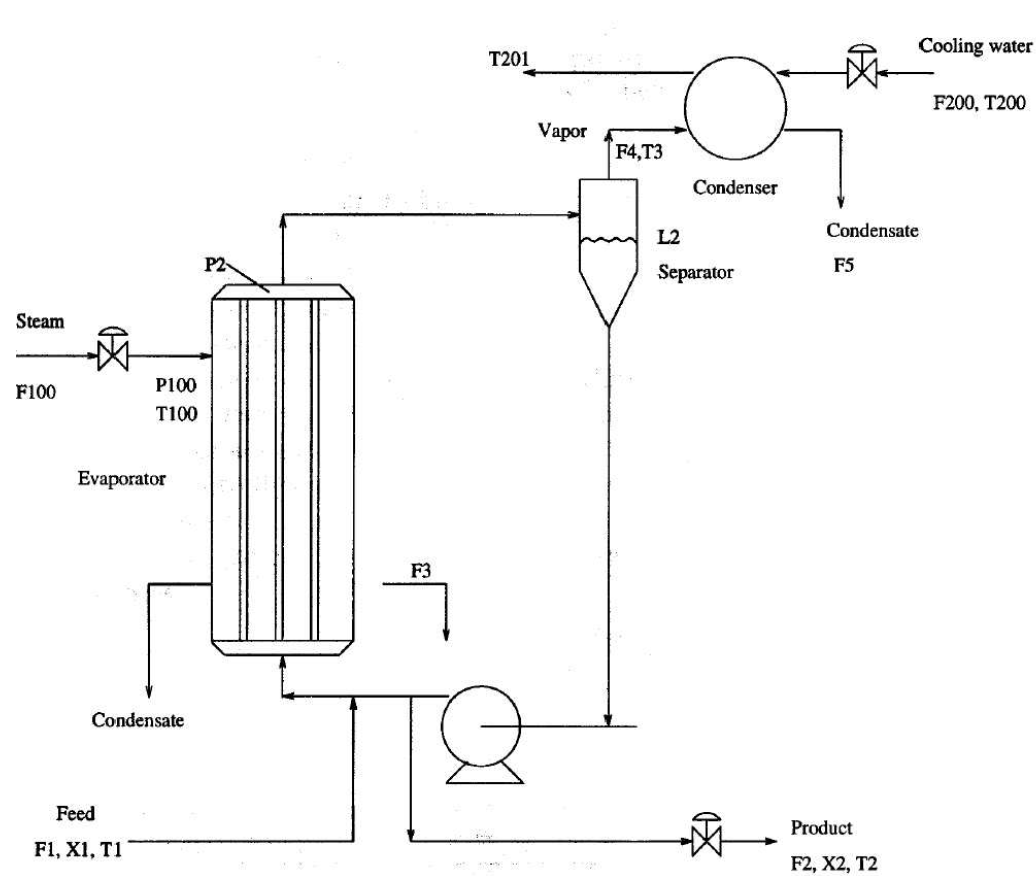 Cooling water
T201
F200, T200
Vapor
F4,T3
Condenser
Condensate
F5
L2
Separator
P2
Steam
F100
P100
T100
Evaporator
F3
Condensate
Feed
F1, X1, T1
Product
F2, X2, T2